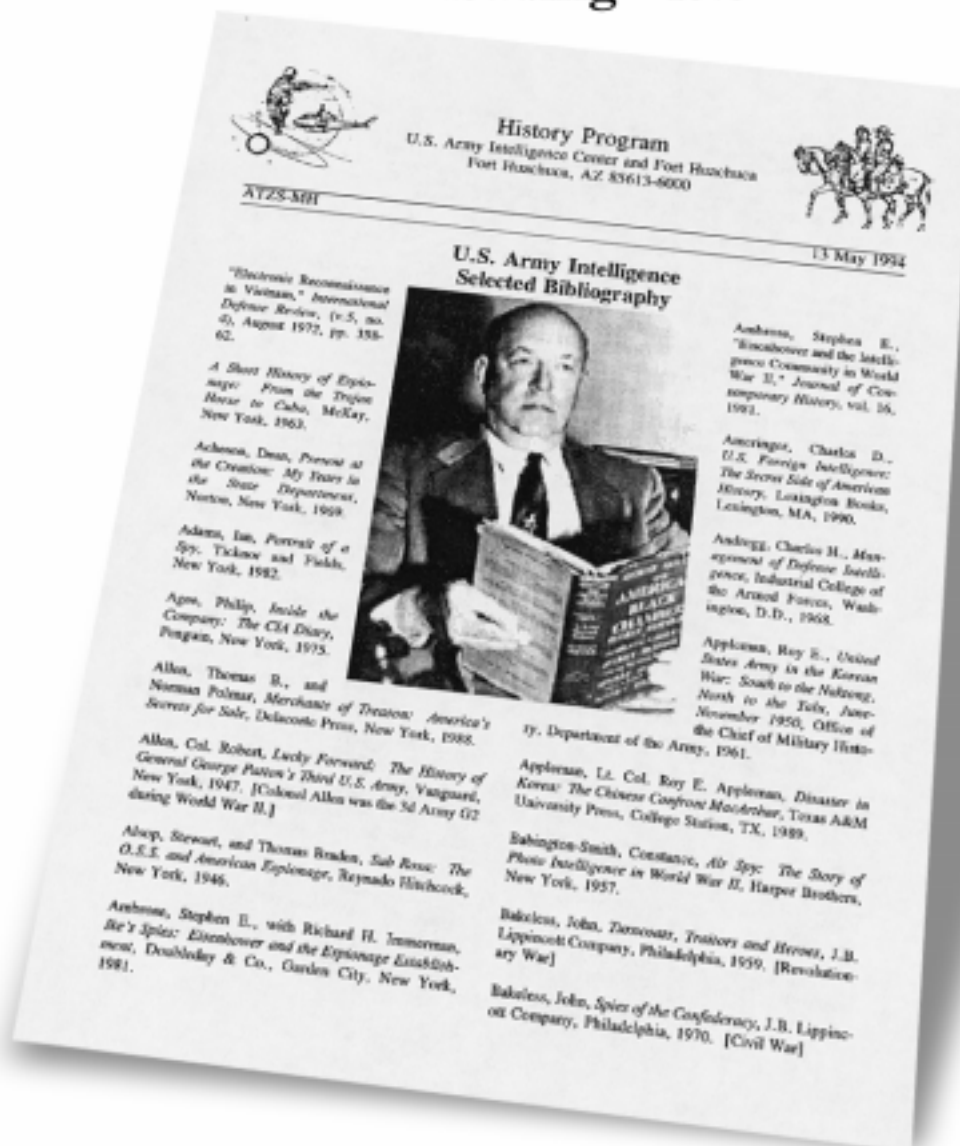 History Program
U.S. Army Intelligence Center and Fort Huachuca
Fort Huachuca, AZ 85613-6000
ATZS-MH
13 May 1994
U.S. Army Intelligence
Selected Bibliography
"Electronic Reconnaissance
in Vietnam," International
Defense Review, (v.5, no.
4), August 1972, pp. 358-
62.
A Short History of Espio-
nage: From the Trojan
Horse to Cuba, McKay,
New York, 1963.
Acheson, Dean, Present at
the Creation: My Years in
the State Department,
Norton, New York, 1969.
Adams, Ian, Portrait of a
Spy, Ticknor and Fields,
New York, 1982.
Agee, Philip, Inside the
Company: The CIA Diary,
Penguin, New York, 1975.
Allen, Thomas B., and
Norman Polmar, Merchants of Treason: America's
Secrets for Sale, Delacorte Press, New York, 1988.
Allen, Col. Robert, Lucky Forward: The History of
General George Patton's Third U.S. Army, Vanguard,
New York, 1947. [Colonel Allen was the 3d Army G2
during World War II.]
Alsop, Stewart, and Thomas Braden, Sub Rosa: The
O.S.S. and American Espionage, Reynado Hitchcock,
New York, 1946.
Ambrose, Stephen E., with Richard H. Immerman,
Ike's Spies: Eisenhower and the Espionage Establish-
ment, Doubleday & Co., Garden City, New York,
1981.
Ambrose, Stephen E.,
"Eisenhower and the Intelli-
gence Community in World
War II," Journal of Con-
temporary History, vol. 16,
1981.
Ameringer, Charles D.,
U.S. Foreign Intelligence:
The Secret Side of American
History, Lexington Books,
Lexington, MA, 1990.
Andregg, Charles H., Man-
agement of Defense Intelli-
gence, Industrial College of
the Armed Forces, Wash-
ington, D.D., 1968.
Appleman, Roy E., United
States Army in the Korean
War: South to the Naktong,
North to the Yalu, June-
November 1950, Office of
the Chief of Military Histo-
ry, Department of the Army, 1961.
Appleman, Lt. Col. Roy E. Appleman, Disaster in
Korea: The Chinese Confront MacArthur, Texas A&M
University Press, College Station, TX, 1989.
Babington-Smith, Constance, Air Spy: The Story of
Photo Intelligence in World War II, Harper Brothers,
New York, 1957.
Bakeless, John, Turncoats, Traitors and Heroes, J.B.
Lippincott Company, Philadelphia, 1959. [Revolution-
ary War]
Bakeless, John, Spies of the Confederacy, J.B. Lippinc-
ott Company, Philadelphia, 1970. [Civil War]
AMERICAN
BLACK
CHAMBER